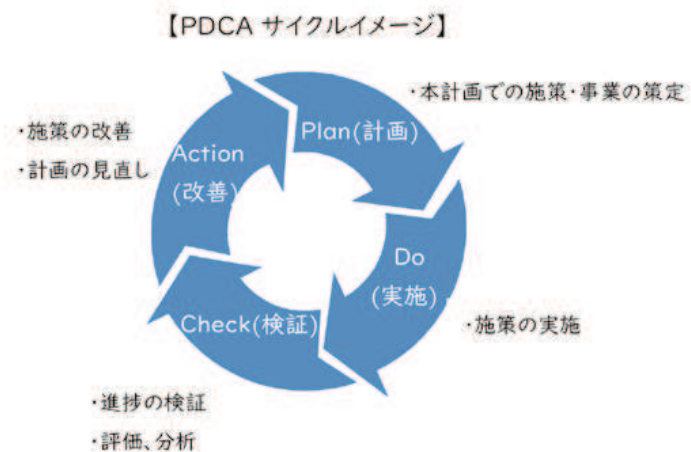 【PDCA サイクルイメージ】
Plan(計画)
・本計画での施策・事業の策定
Do
(実施)
・施策の実施
Check(検証)
・進捗の検証
・評価、分析
Action
(改善)
・施策の改善
・計画の見直し